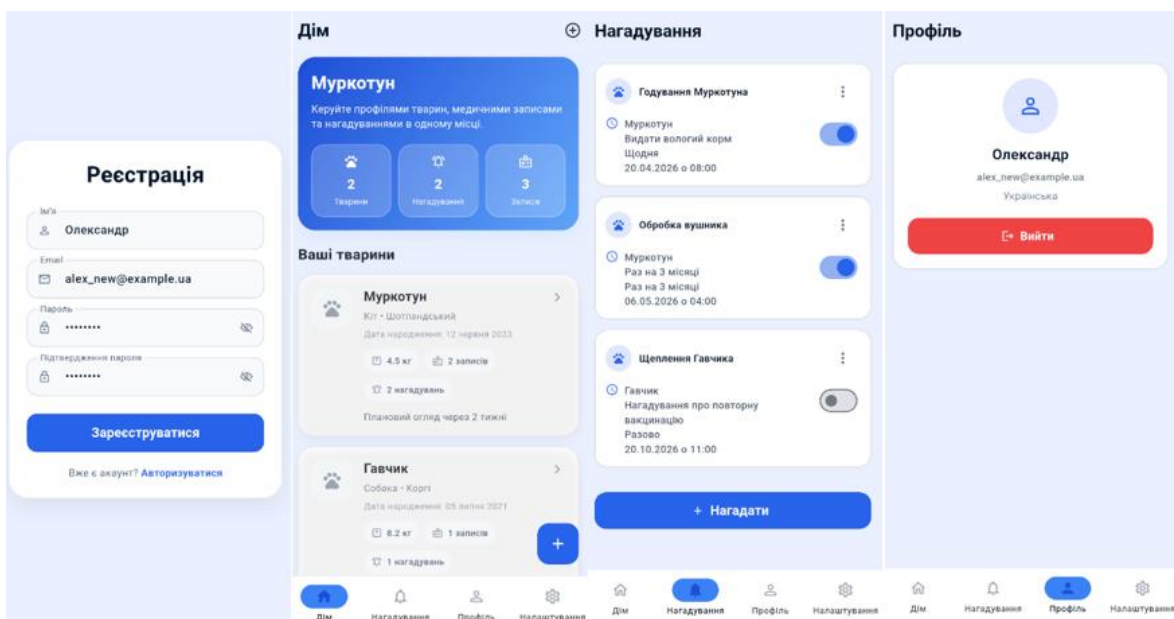 Реєстрація
Ім'я
Олександр
Email
alex_new@example.ua
Пароль
••••••••
Підтвердження пароля
••••••••
Зареєструватися
Вже є акаунт? Авторизуватися
Дім
Муркотун
Керуйте профілями тварин, медичними записами
та нагадуваннями в одному місці.
2
Тварини
2
Нагадування
3
Записи
Ваші тварини
Муркотун
Кіт • Шотландський
Дата народження: 12 червня 2023
4.5 кг
2 записів
2 нагадувань
Плановий огляд через 2 тижні
Гавчик
Собака • Коргі
Дата народження: 05 липня 2021
8.2 кг
1 записів
1 нагадувань
+
Дім
Нагадування
Профіль
Налаштування
Нагадування
Годування Муркотуна
Муркотун
Видати вологий корм
Щодня
20.04.2026 о 08:00
Обробка вушника
Муркотун
Раз на 3 місяці
Раз на 3 місяці
06.05.2026 о 04:00
Щеплення Гавчика
Гавчик
Нагадування про повторну
вакцинацію
Разово
20.10.2026 о 11:00
+ Нагадати
Дім
Нагадування
Профіль
Налаштування
Профіль
Олександр
alex_new@example.ua
Українська
Вийти
Дім
Нагадування
Профіль
Налаштування